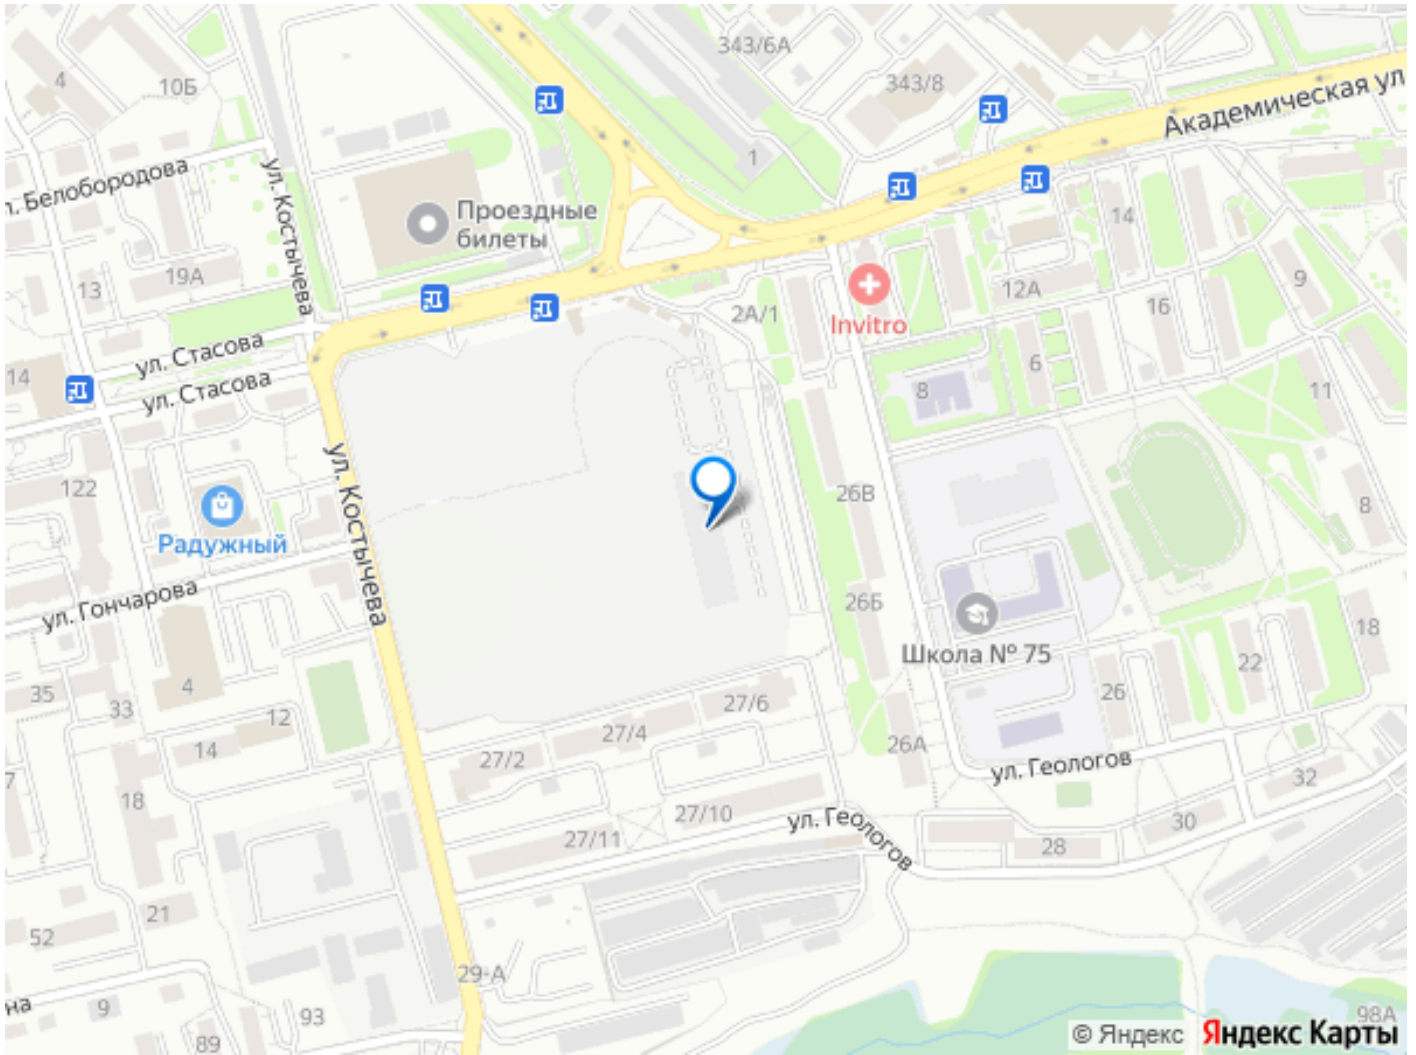 343/6А
4
10Б
343/8
Академическая ул
1
л. Белобородова
ул. Костычева
Проездные
билеты
14
19А
13
9
12А
2А/1
16
Invitro
ул. Стасова
14
ул. Стасова
6
8
11
122
26В
8
ул. Костычева
Радужный
ул. Гончарова
26Б
18
Школа № 75
22
4
35
33
26
12
27/6
27/4
14
26А
27/2
ул. Геологов
32
7
18
27/10
ул. Геологов
30
27/11
28
21
52
29-А
на
9
93
98А
89
© Яндекс
Яндекс Карты